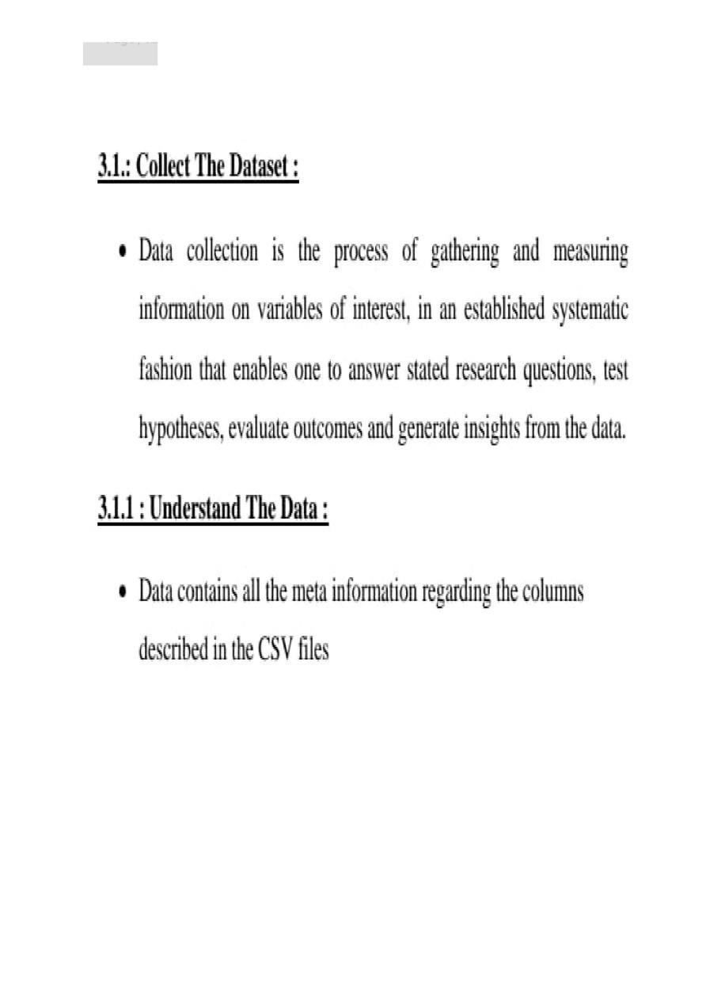 3.1.: Collect The Dataset :
• Data collection is the process of gathering and measuring
information on variables of interest, in an established systematic
fashion that enables one to answer stated research questions, test
hypotheses, evaluate outcomes and generate insights from the data.
3.1.1 : Understand The Data :
• Data contains all the meta information regarding the columns
described in the CSV files